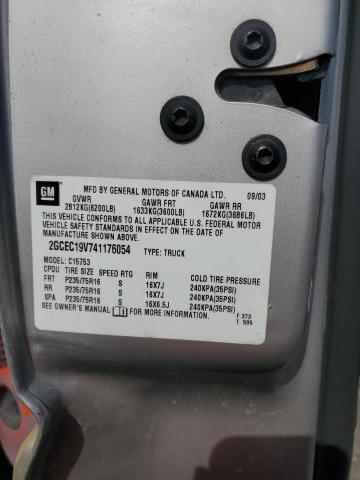 GM
MFD BY GENERAL MOTORS OF CANADA LTD. 09/03
GVWR GAWR FRT GAWR RR
2812KG(6200LB) 1633KG(3600LB) 1672KG(3686LB)
THIS VEHICLE CONFORMS TO ALL APPLICABLE U.S. FEDERAL MOTOR
VEHICLE SAFETY STANDARDS IN EFFECT ON THE DATE OF
MANUFACTURE SHOWN ABOVE.
2GCEC19V741176054 TYPE: TRUCK
MODEL: C15753
CPDU TIRE SIZE SPEED RTG RIM COLD TIRE PRESSURE
FRT P235/75R16 S 16X7J 240KPA(35PSI)
RR P235/75R16 S 16X7J 240KPA(35PSI)
SPA P235/75R16 S 16X6.5J 240KPA(35PSI)
SEE OWNER'S MANUAL FOR MORE INFORMATION. F 373
T 595